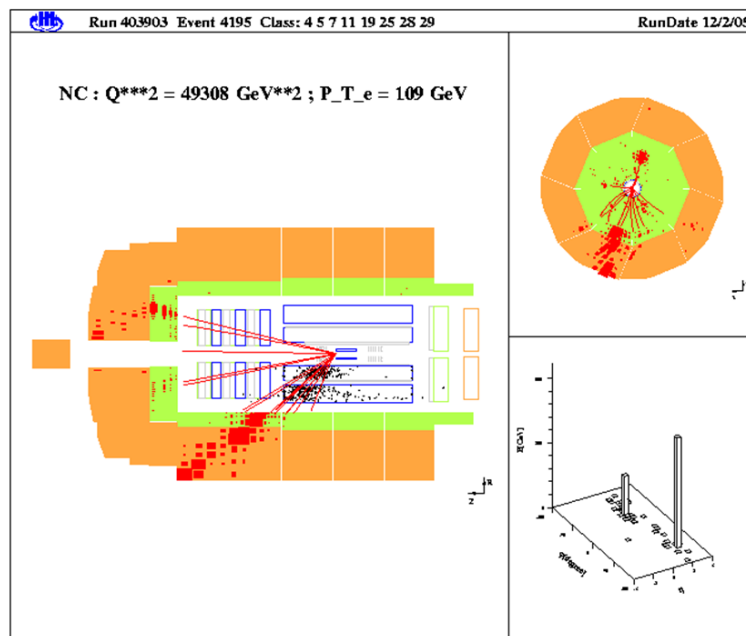 Run 403903 Event 4195 Class: 4 5 7 11 19 25 28 29
RunDate 12/2/05
NC : Q***2 = 49308 GeV**2 ; P_T_e = 109 GeV
R
Z
E[GeV]